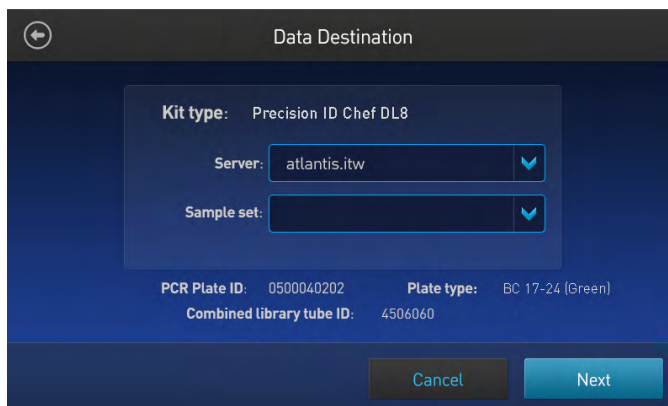 Data Destination
Kit type: Precision ID Chef DL8
Server: atlantis.itw
Sample set:
PCR Plate ID: 0500040202 Plate type: BC 17-24 (Green)
Combined library tube ID: 4506060
Cancel Next